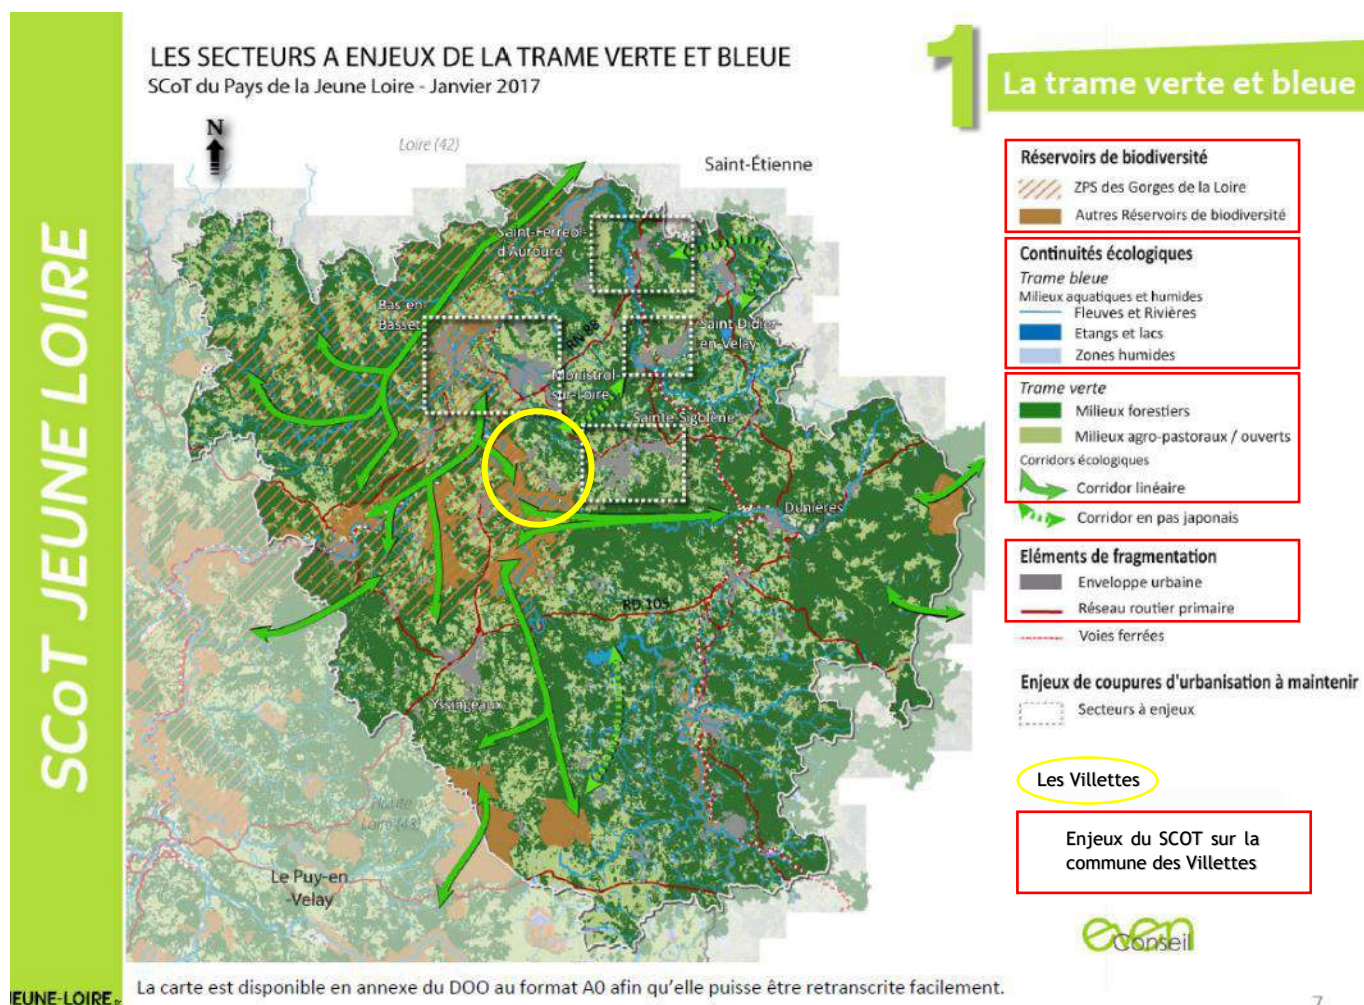 LES SECTEURS A ENJEUX DE LA TRAME VERTE ET BLEUE
SCoT du Pays de la Jeune Loire - Janvier 2017
1
La trame verte et bleue
SCoT JEUNE LOIRE
N
Loire (42)
Saint-Étienne
Saint-Ferréol-
d'Auroure
Bas-en-
Basset
RN 88
Saint Didier-
en-Velay
Monistrol-
sur-Loire
Sainte-Sigolène
Dunières
RD 105
Yssingeaux
Haute
Loire (43)
Le Puy-en
-Velay
Réservoirs de biodiversité
ZPS des Gorges de la Loire
Autres Réservoirs de biodiversité
Continuités écologiques
Trame bleue
Milieux aquatiques et humides
Fleuves et Rivières
Etangs et lacs
Zones humides
Trame verte
Milieux forestiers
Milieux agro-pastoraux / ouverts
Corridors écologiques
Corridor linéaire
Corridor en pas japonais
Eléments de fragmentation
Enveloppe urbaine
Réseau routier primaire
Voies ferrées
Enjeux de coupures d'urbanisation à maintenir
Secteurs à enjeux
Les Villettes
Enjeux du SCOT sur la
commune des Villettes
even
Conseil
La carte est disponible en annexe du DOO au format A0 afin qu'elle puisse être retranscrite facilement.
EUNE-LOIRE
7